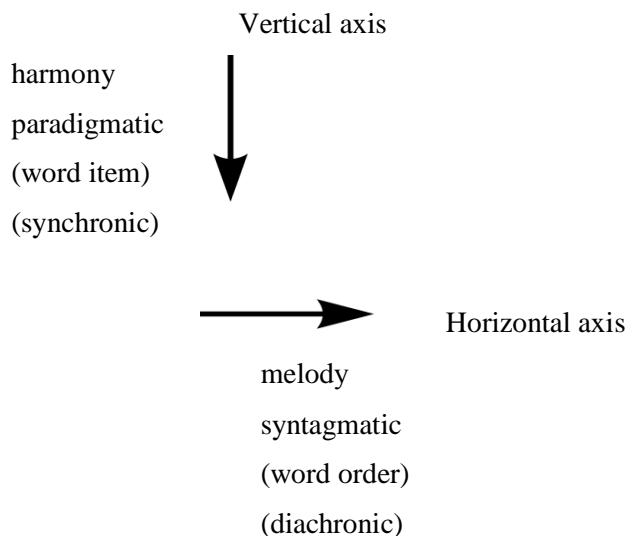 Vertical axis
harmony
paradigmatic
(word item)
(synchronic)
Horizontal axis
melody
syntagmatic
(word order)
(diachronic)